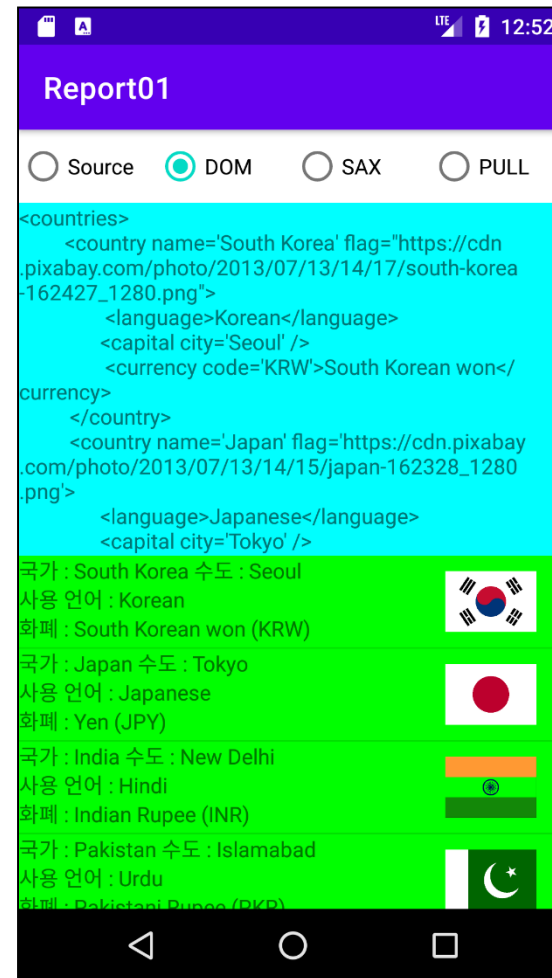 12:52
Report01
Source DOM SAX PULL
<countries>
<country name='South Korea' flag="https://cdn
.pixabay.com/photo/2013/07/13/14/17/south-korea
-162427_1280.png">
<language>Korean</language>
<capital city='Seoul' />
<currency code='KRW'>South Korean won</
currency>
</country>
<country name='Japan' flag='https://cdn.pixabay
.com/photo/2013/07/13/14/15/japan-162328_1280
.png'>
<language>Japanese</language>
<capital city='Tokyo' />
국가 : South Korea 수도 : Seoul
사용 언어 : Korean
화폐 : South Korean won (KRW)
국가 : Japan 수도 : Tokyo
사용 언어 : Japanese
화폐 : Yen (JPY)
국가 : India 수도 : New Delhi
사용 언어 : Hindi
화폐 : Indian Rupee (INR)
국가 : Pakistan 수도 : Islamabad
사용 언어 : Urdu
화폐 : Pakistani Rupee (PKR)